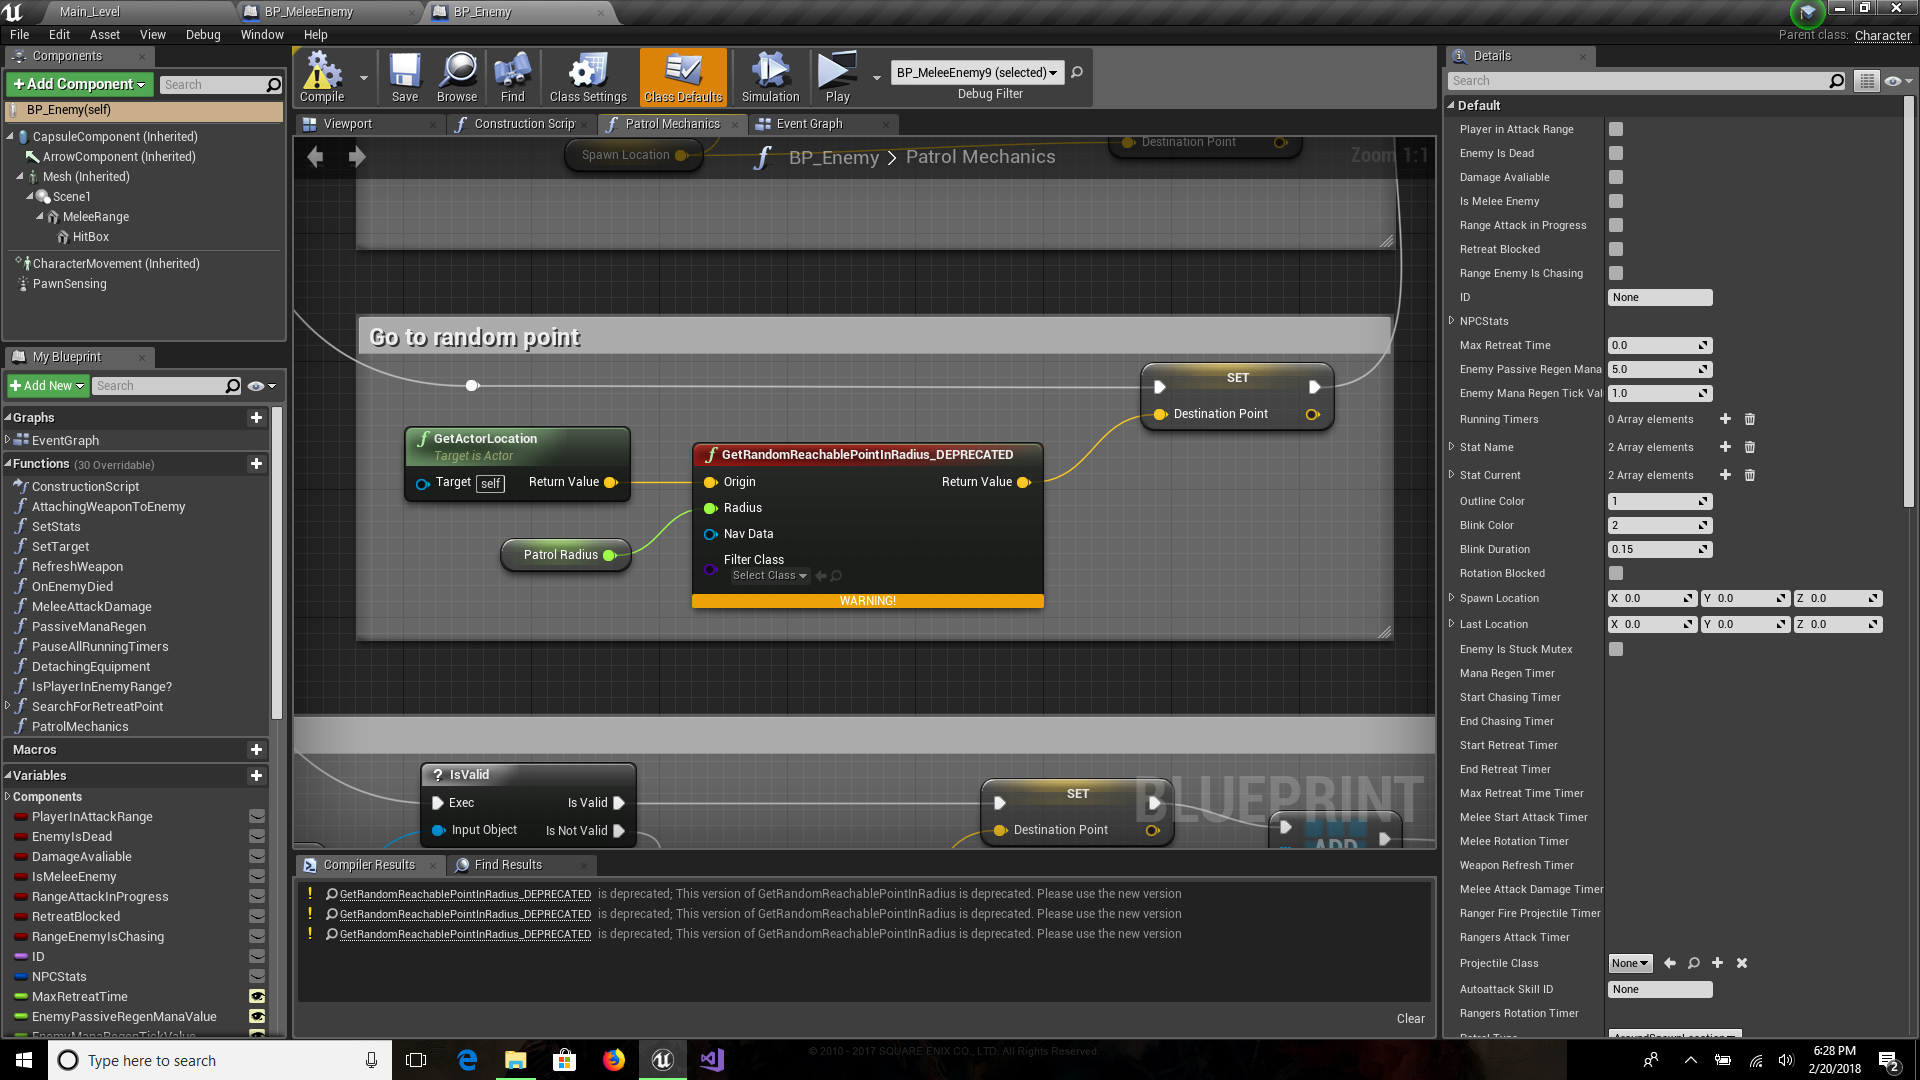 Main_Level
BP_MeleeEnemy
BP_Enemy
File Edit Asset View Debug Window Help
Parent class: Character
Components
+Add Component
Search
BP_Enemy(self)
CapsuleComponent (Inherited)
ArrowComponent (Inherited)
Mesh (Inherited)
Scene1
MeleeRange
HitBox
CharacterMovement (Inherited)
PawnSensing
My Blueprint
+Add New
Search
Graphs
EventGraph
Functions (30 Overridable)
ConstructionScript
AttachingWeaponToEnemy
SetStats
SetTarget
RefreshWeapon
OnEnemyDied
MeleeAttackDamage
PassiveManaRegen
PauseAllRunningTimers
DetachingEquipment
IsPlayerInEnemyRange?
SearchForRetreatPoint
PatrolMechanics
Macros
Variables
Components
PlayerInAttackRange
EnemyIsDead
DamageAvaliable
IsMeleeEnemy
RangeAttackInProgress
RetreatBlocked
RangeEnemyIsChasing
ID
NPCStats
MaxRetreatTime
EnemyPassiveRegenManaValue
EnemyManaRegenTickValue
Compile
Save
Browse
Find
Class Settings
Class Defaults
Simulation
Play
BP_MeleeEnemy9 (selected)
Debug Filter
Viewport
Construction Scrip
Patrol Mechanics
Event Graph
BP_Enemy > Patrol Mechanics
Zoom 1:1
Spawn Location
Destination Point
Go to random point
SET
Destination Point
GetActorLocation
Target is Actor
Target self Return Value
GetRandomReachablePointInRadius_DEPRECATED
Origin Return Value
Radius
Nav Data
Filter Class
Select Class
WARNING!
Patrol Radius
? IsValid
Exec Is Valid
Input Object Is Not Valid
SET
Destination Point
ADD
BLUEPRINT
Compiler Results
Find Results
! GetRandomReachablePointInRadius_DEPRECATED is deprecated; This version of GetRandomReachablePointInRadius is deprecated. Please use the new version
! GetRandomReachablePointInRadius_DEPRECATED is deprecated; This version of GetRandomReachablePointInRadius is deprecated. Please use the new version
! GetRandomReachablePointInRadius_DEPRECATED is deprecated; This version of GetRandomReachablePointInRadius is deprecated. Please use the new version
Clear
Details
Search
Default
Player in Attack Range
Enemy Is Dead
Damage Avaliable
Is Melee Enemy
Range Attack in Progress
Retreat Blocked
Range Enemy Is Chasing
ID None
NPCStats
Max Retreat Time 0.0
Enemy Passive Regen Mana 5.0
Enemy Mana Regen Tick Val 1.0
Running Timers 0 Array elements
Stat Name 2 Array elements
Stat Current 2 Array elements
Outline Color 1
Blink Color 2
Blink Duration 0.15
Rotation Blocked
Spawn Location X 0.0 Y 0.0 Z 0.0
Last Location X 0.0 Y 0.0 Z 0.0
Enemy Is Stuck Mutex
Mana Regen Timer
Start Chasing Timer
End Chasing Timer
Start Retreat Timer
End Retreat Timer
Max Retreat Time Timer
Melee Start Attack Timer
Melee Rotation Timer
Weapon Refresh Timer
Melee Attack Damage Timer
Ranger Fire Projectile Timer
Rangers Attack Timer
Projectile Class None
Autoattack Skill ID None
Rangers Rotation Timer
Patrol Type AroundSpawnLocation
Type here to search
© 2010 - 2017 SQUARE ENIX CO., LTD. All Rights Reserved.
6:28 PM
2/20/2018
2